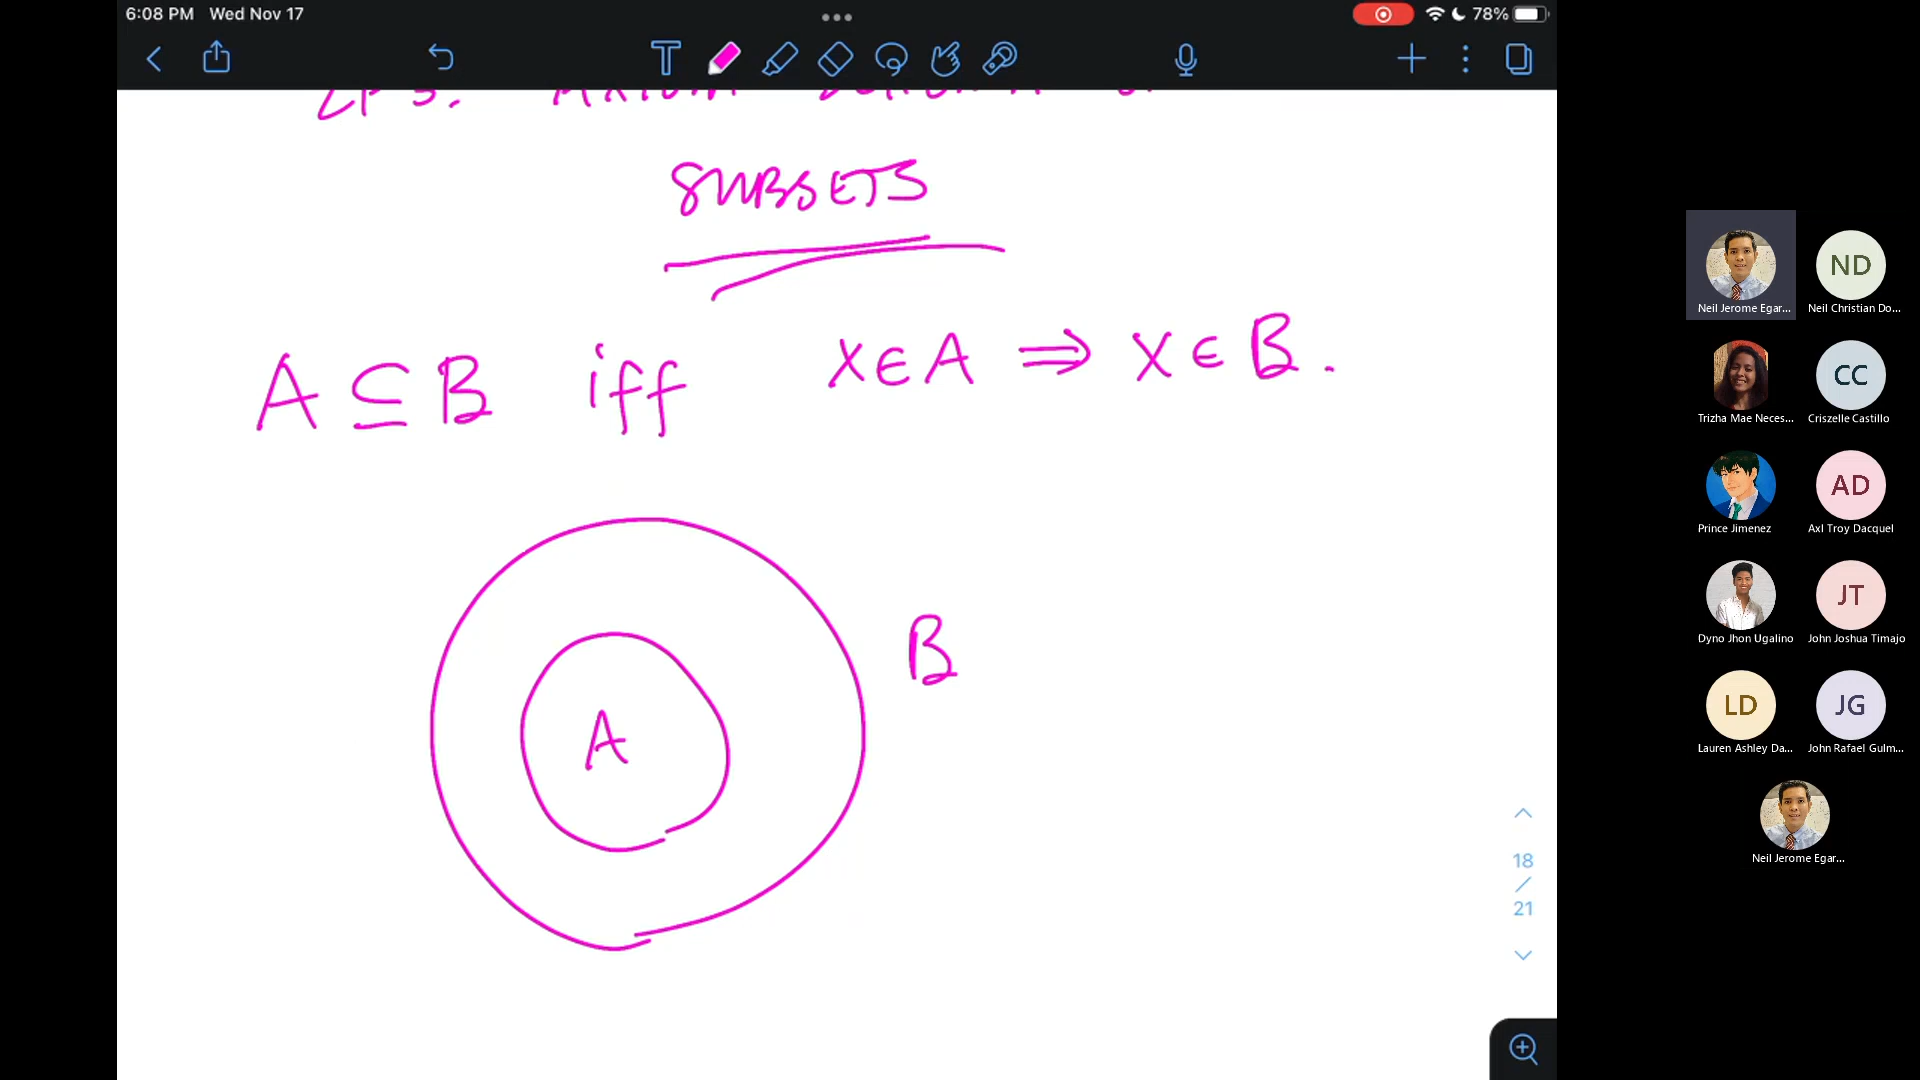 6:08 PM Wed Nov 17
78%
T
SUBSETS
A ⊆ B iff x ∈ A ⇒ x ∈ B.
B
A
18
/
21
Neil Jerome Egar...
ND
Neil Christian Do...
Trizha Mae Neces...
CC
Criszelle Castillo
Prince Jimenez
AD
Axl Troy Dacquel
Dyno Jhon Ugalino
JT
John Joshua Timajo
LD
Lauren Ashley Da...
JG
John Rafael Gulm...
Neil Jerome Egar...